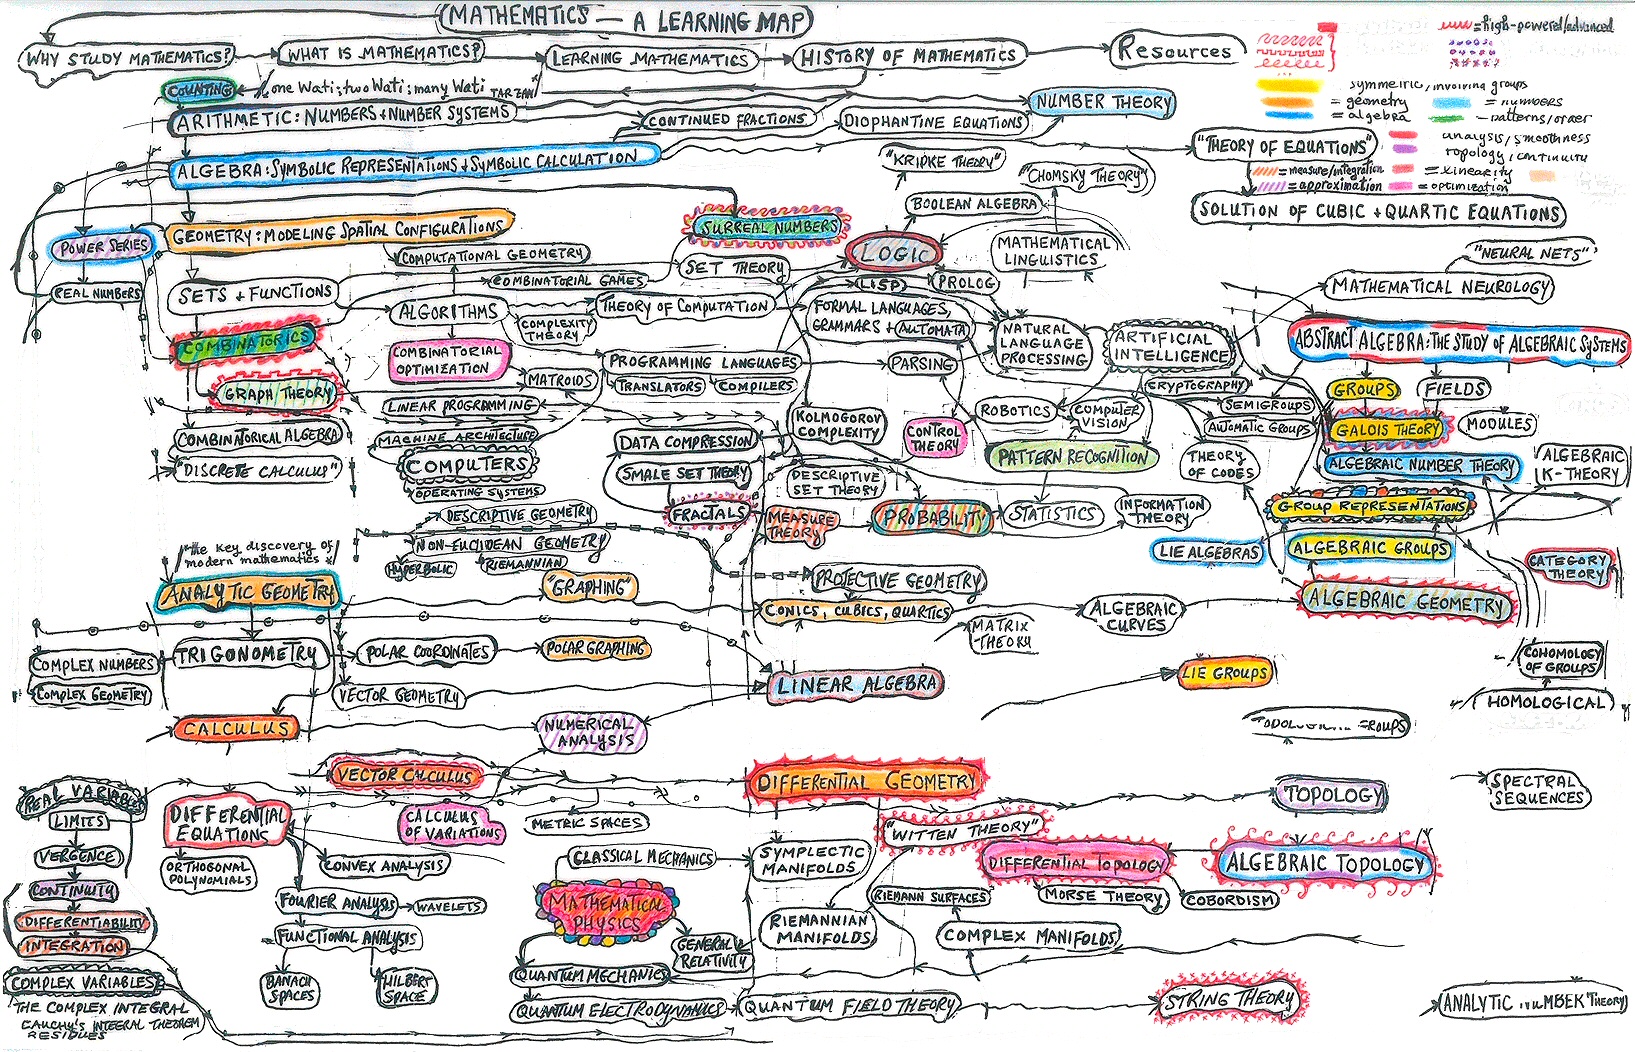 MATHEMATICS — A LEARNING MAP
WHY STUDY MATHEMATICS?
WHAT IS MATHEMATICS?
LEARNING MATHEMATICS
HISTORY OF MATHEMATICS
Resources
= high-powered/advanced
symmetric, involving groups
= geometry
= numbers
= algebra
— patterns/order
analysis/smoothness
topology/continuity
= measure/integration
= linearity
= approximation
= optimization
COUNTING
one Wati; two Wati; many Wati TARZAN
ARITHMETIC: NUMBERS + NUMBER SYSTEMS
CONTINUED FRACTIONS
DIOPHANTINE EQUATIONS
NUMBER THEORY
ALGEBRA: SYMBOLIC REPRESENTATIONS + SYMBOLIC CALCULATION
"THEORY OF EQUATIONS"
SOLUTION OF CUBIC + QUARTIC EQUATIONS
"KRIPKE THEORY"
"CHOMSKY THEORY"
BOOLEAN ALGEBRA
POWER SERIES
GEOMETRY: MODELING SPATIAL CONFIGURATIONS
SURREAL NUMBERS
LOGIC
MATHEMATICAL
LINGUISTICS
"NEURAL NETS"
COMPUTATIONAL GEOMETRY
SET THEORY
REAL NUMBERS
SETS + FUNCTIONS
COMBINATORIAL GAMES
LISP
PROLOG
MATHEMATICAL NEUROLOGY
ALGORITHMS
THEORY OF COMPUTATION
FORMAL LANGUAGES,
GRAMMARS + AUTOMATA
COMPLEXITY
THEORY
NATURAL
LANGUAGE
PROCESSING
ARTIFICIAL
INTELLIGENCE
ABSTRACT ALGEBRA: THE STUDY OF ALGEBRAIC SYSTEMS
COMBINATORICS
COMBINATORIAL
OPTIMIZATION
PROGRAMMING LANGUAGES
TRANSLATORS
COMPILERS
PARSING
GRAPH THEORY
MATROIDS
CRYPTOGRAPHY
GROUPS
FIELDS
LINEAR PROGRAMMING
KOLMOGOROV
COMPLEXITY
ROBOTICS
COMPUTER
VISION
SEMIGROUPS
AUTOMATIC GROUPS
GALOIS THEORY
MODULES
COMBINATORICAL ALGEBRA
MACHINE ARCHITECTURE
DATA COMPRESSION
CONTROL
THEORY
"DISCRETE CALCULUS"
COMPUTERS
OPERATING SYSTEMS
SMALE SET THEORY
DESCRIPTIVE
SET THEORY
PATTERN RECOGNITION
THEORY
OF CODES
ALGEBRAIC NUMBER THEORY
ALGEBRAIC
K-THEORY
DESCRIPTIVE GEOMETRY
FRACTALS
MEASURE
THEORY
PROBABILITY
STATISTICS
INFORMATION
THEORY
GROUP REPRESENTATIONS
NON-EUCLIDEAN GEOMETRY
HYPERBOLIC
RIEMANNIAN
LIE ALGEBRAS
ALGEBRAIC GROUPS
CATEGORY
THEORY
*the key discovery of
modern mathematics*
ANALYTIC GEOMETRY
"GRAPHING"
PROJECTIVE GEOMETRY
CONICS, CUBICS, QUARTICS
ALGEBRAIC
CURVES
ALGEBRAIC GEOMETRY
MATRIX
THEORY
COMPLEX NUMBERS
COMPLEX GEOMETRY
TRIGONOMETRY
POLAR COORDINATES
POLAR GRAPHING
VECTOR GEOMETRY
LINEAR ALGEBRA
LIE GROUPS
COHOMOLOGY
OF GROUPS
HOMOLOGICAL
CALCULUS
NUMERICAL
ANALYSIS
GROUPS
VECTOR CALCULUS
DIFFERENTIAL GEOMETRY
TOPOLOGY
SPECTRAL
SEQUENCES
REAL VARIABLES
LIMITS
VERGENCE
CONTINUITY
DIFFERENTIABILITY
INTEGRATION
COMPLEX VARIABLES
THE COMPLEX INTEGRAL
CAUCHY'S INTEGRAL THEOREM
RESIDUES
DIFFERENTIAL
EQUATIONS
ORTHOGONAL
POLYNOMIALS
CALCULUS
OF VARIATIONS
METRIC SPACES
CONVEX ANALYSIS
FOURIER ANALYSIS
WAVELETS
FUNCTIONAL ANALYSIS
BANACH
SPACES
HILBERT
SPACE
CLASSICAL MECHANICS
MATHEMATICAL
PHYSICS
GENERAL
RELATIVITY
QUANTUM MECHANICS
QUANTUM ELECTRODYNAMICS
QUANTUM FIELD THEORY
"WITTEN THEORY"
SYMPLECTIC
MANIFOLDS
DIFFERENTIAL TOPOLOGY
ALGEBRAIC TOPOLOGY
RIEMANN SURFACES
MORSE THEORY
COBORDISM
RIEMANNIAN
MANIFOLDS
COMPLEX MANIFOLDS
STRING THEORY
ANALYTIC NUMBER THEORY